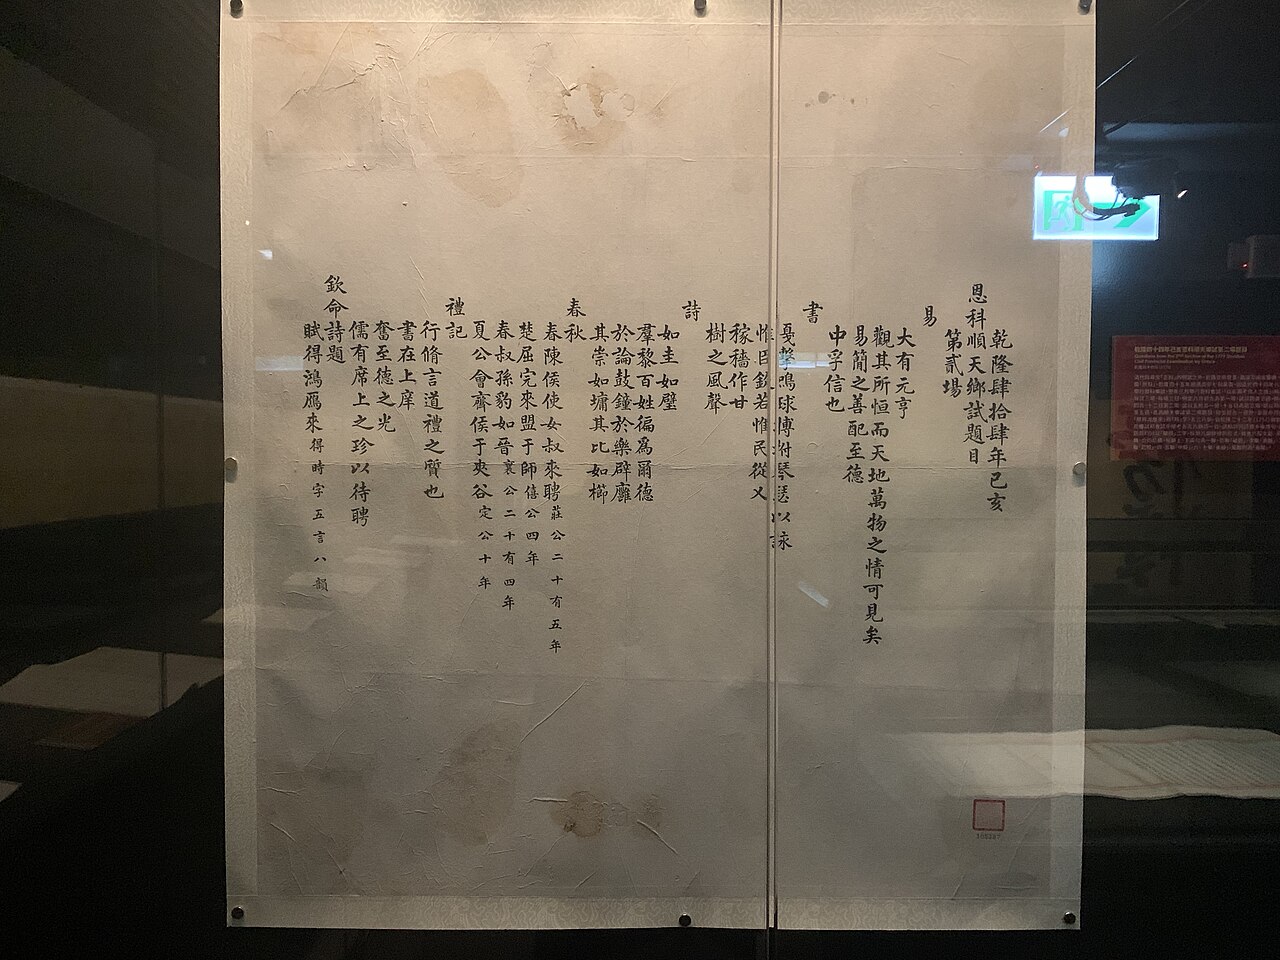 乾隆肆拾肆年己亥
恩科順天鄉試題目
第貳場
易
大有元亨
觀其所恒而天地萬物之情可見矣
易簡之善配至德
中孚信也
書
戛擊鳴球搏拊琴瑟以詠
惟臣欽若惟民從乂
稼穡作甘
樹之風聲
詩
如圭如璧
羣黎百姓徧為爾德
於論鼓鐘於樂辟廱
其崇如墉其比如櫛
春秋
春陳侯使女叔來聘莊公二十有五年
楚屈完來盟于師僖公四年
春叔孫豹如晉襄公二十有四年
夏公會齊侯于夾谷定公十年
禮記
行脩言道禮之質也
書在上庠
奮至德之光
儒有席上之珍以待聘
欽命詩題
賦得鴻鴈來得時字五言八韻